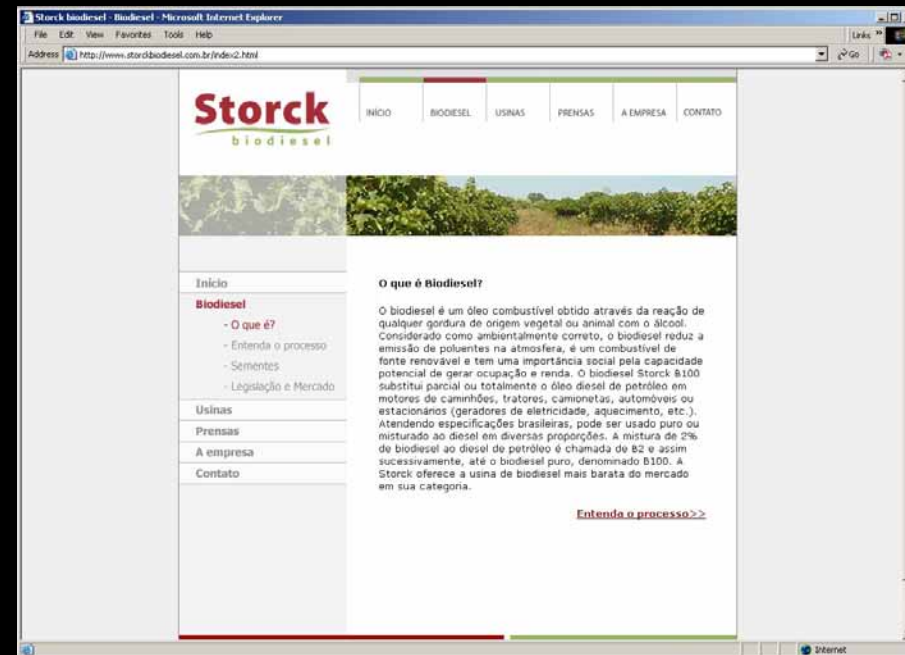 Storck biodiesel - Biodiesel - Microsoft Internet Explorer
File Edit View Favorites Tools Help
Links »
Address http://www.storckbiodiesel.com.br/index2.html
Go
Storck
biodiesel
INÍCIO BIODIESEL USINAS PRENSAS A EMPRESA CONTATO
Início
Biodiesel
- O que é?
- Entenda o processo
- Sementes
- Legislação e Mercado
Usinas
Prensas
A empresa
Contato
O que é Biodiesel?
O biodiesel é um óleo combustível obtido através da reação de
qualquer gordura de origem vegetal ou animal com o álcool.
Considerado como ambientalmente correto, o biodiesel reduz a
emissão de poluentes na atmosfera, é um combustível de
fonte renovável e tem uma importância social pela capacidade
potencial de gerar ocupação e renda. O biodiesel Storck B100
substitui parcial ou totalmente o óleo diesel de petróleo em
motores de caminhões, tratores, camionetas, automóveis ou
estacionários (geradores de eletricidade, aquecimento, etc.).
Atendendo especificações brasileiras, pode ser usado puro ou
misturado ao diesel em diversas proporções. A mistura de 2%
de biodiesel ao diesel de petróleo é chamada de B2 e assim
sucessivamente, até o biodiesel puro, denominado B100. A
Storck oferece a usina de biodiesel mais barata do mercado
em sua categoria.
Entenda o processo>>
Internet